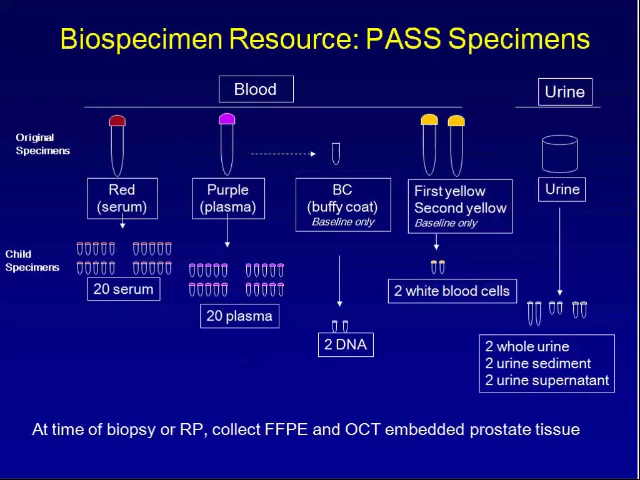 Biospecimen Resource: PASS Specimens
Blood
Urine
Original
Specimens
Red
(serum)
Purple
(plasma)
BC
(buffy coat)
Baseline only
First yellow
Second yellow
Baseline only
Urine
Child
Specimens
20 serum
20 plasma
2 DNA
2 white blood cells
2 whole urine
2 urine sediment
2 urine supernatant
At time of biopsy or RP, collect FFPE and OCT embedded prostate tissue